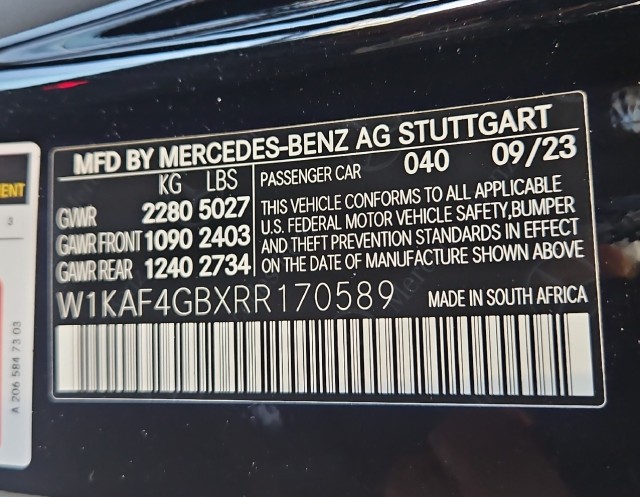 MFD BY MERCEDES-BENZ AG STUTTGART
KG LBS
GVWR 2280 5027
GAWR FRONT 1090 2403
GAWR REAR 1240 2734
PASSENGER CAR 040 09/23
THIS VEHICLE CONFORMS TO ALL APPLICABLE
U.S. FEDERAL MOTOR VEHICLE SAFETY, BUMPER
AND THEFT PREVENTION STANDARDS IN EFFECT
ON THE DATE OF MANUFACTURE SHOWN ABOVE
W1KAF4GBXRR170589 MADE IN SOUTH AFRICA
A 206 584 73 03